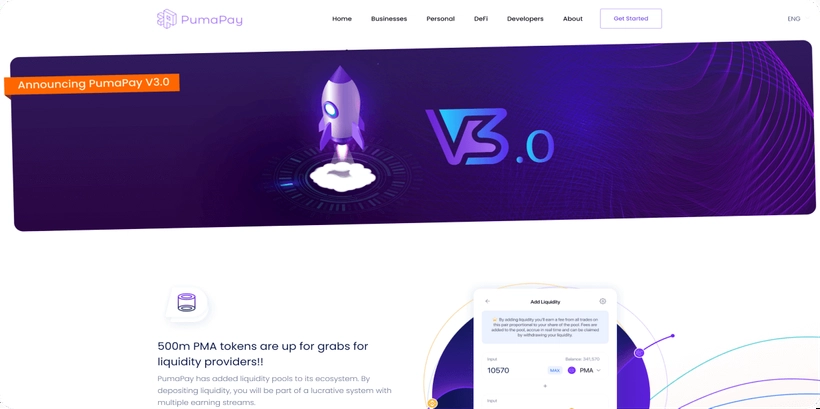 PumaPay
Home Businesses Personal DeFi Developers About Get Started ENG
Announcing PumaPay V3.0
V3.0
500m PMA tokens are up for grabs for
liquidity providers!!
PumaPay has added liquidity pools to its ecosystem. By
depositing liquidity, you will be part of a lucrative system with
multiple earning streams.
Add Liquidity
By adding liquidity you'll earn a fee from all trades on
this pair proportional to your share of the pool. Fees are
added to the pool, accrue in real time and can be claimed
by withdrawing your liquidity.
Input Balance: 347,570
10570 MAX PMA
+
Input